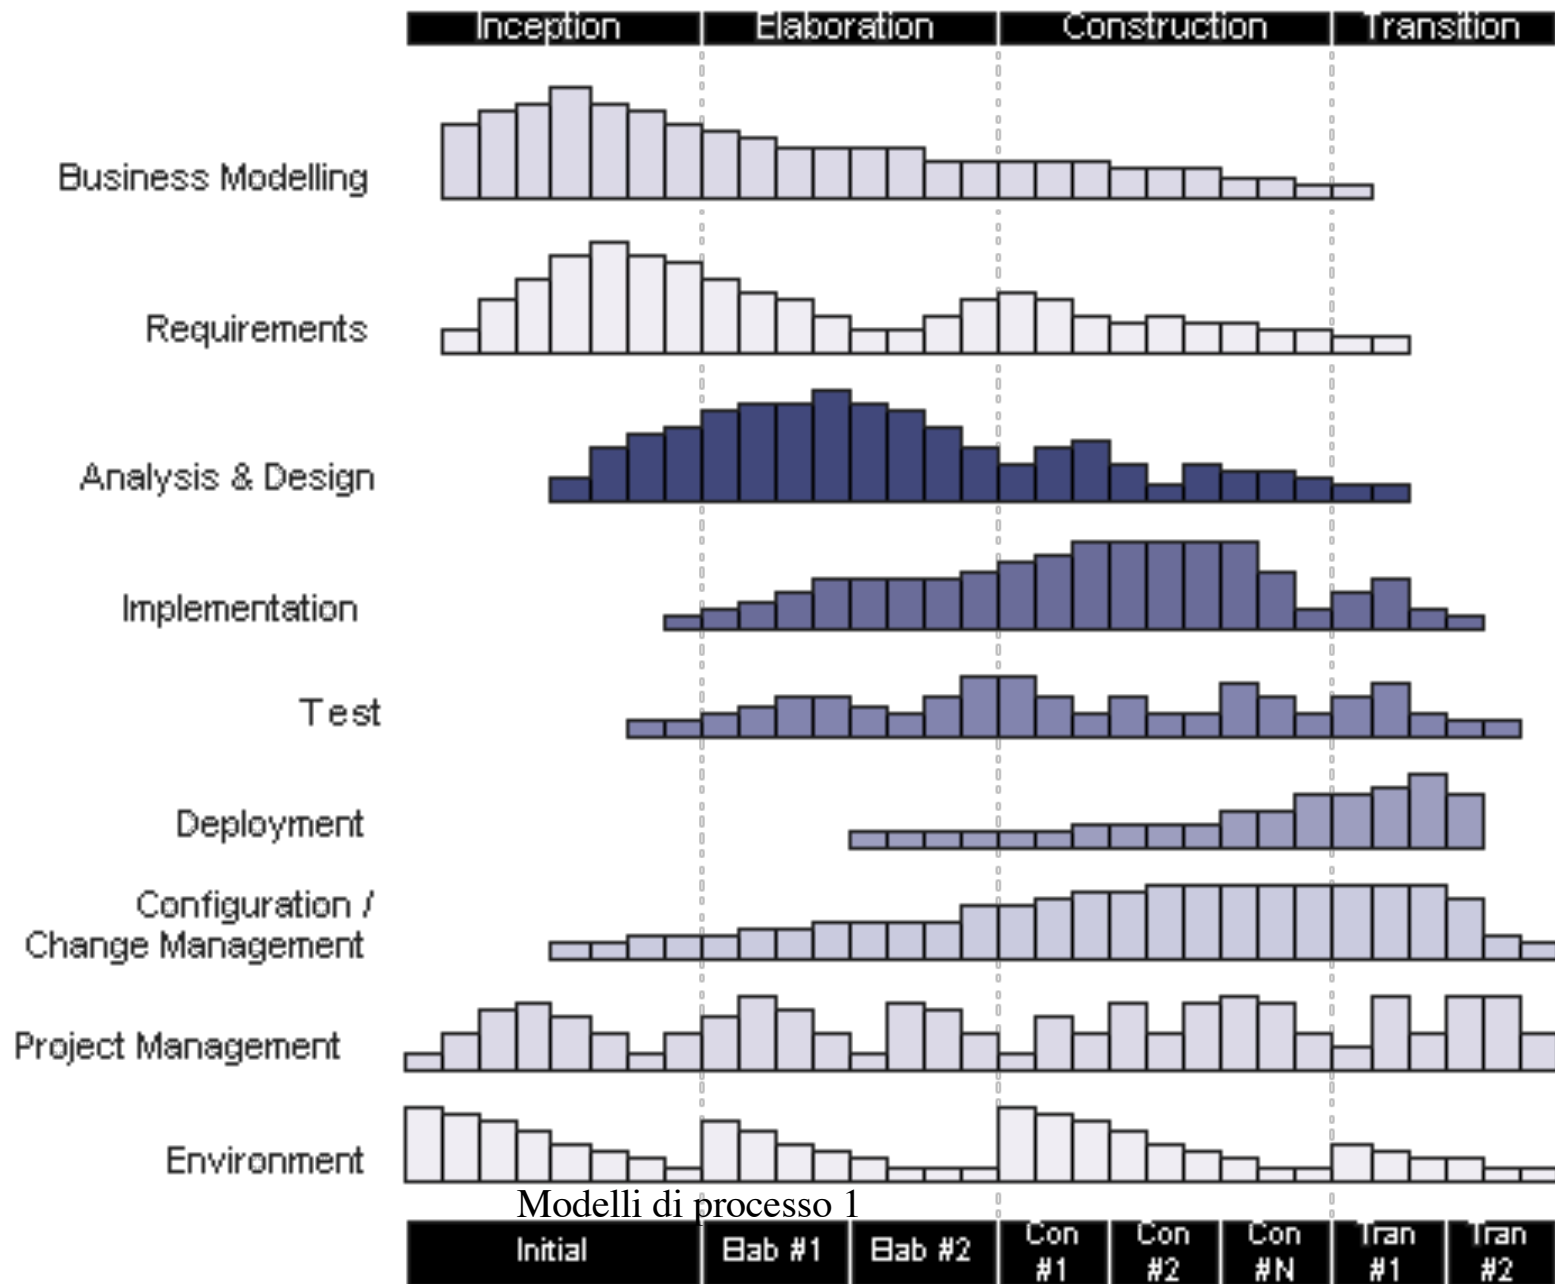 Inception Elaboration Construction Transition
Business Modelling
Requirements
Analysis & Design
Implementation
Test
Deployment
Configuration /
Change Management
Project Management
Environment
Modelli di processo 1
Initial Elab #1 Elab #2 Con #1 Con #2 Con #N Tran #1 Tran #2